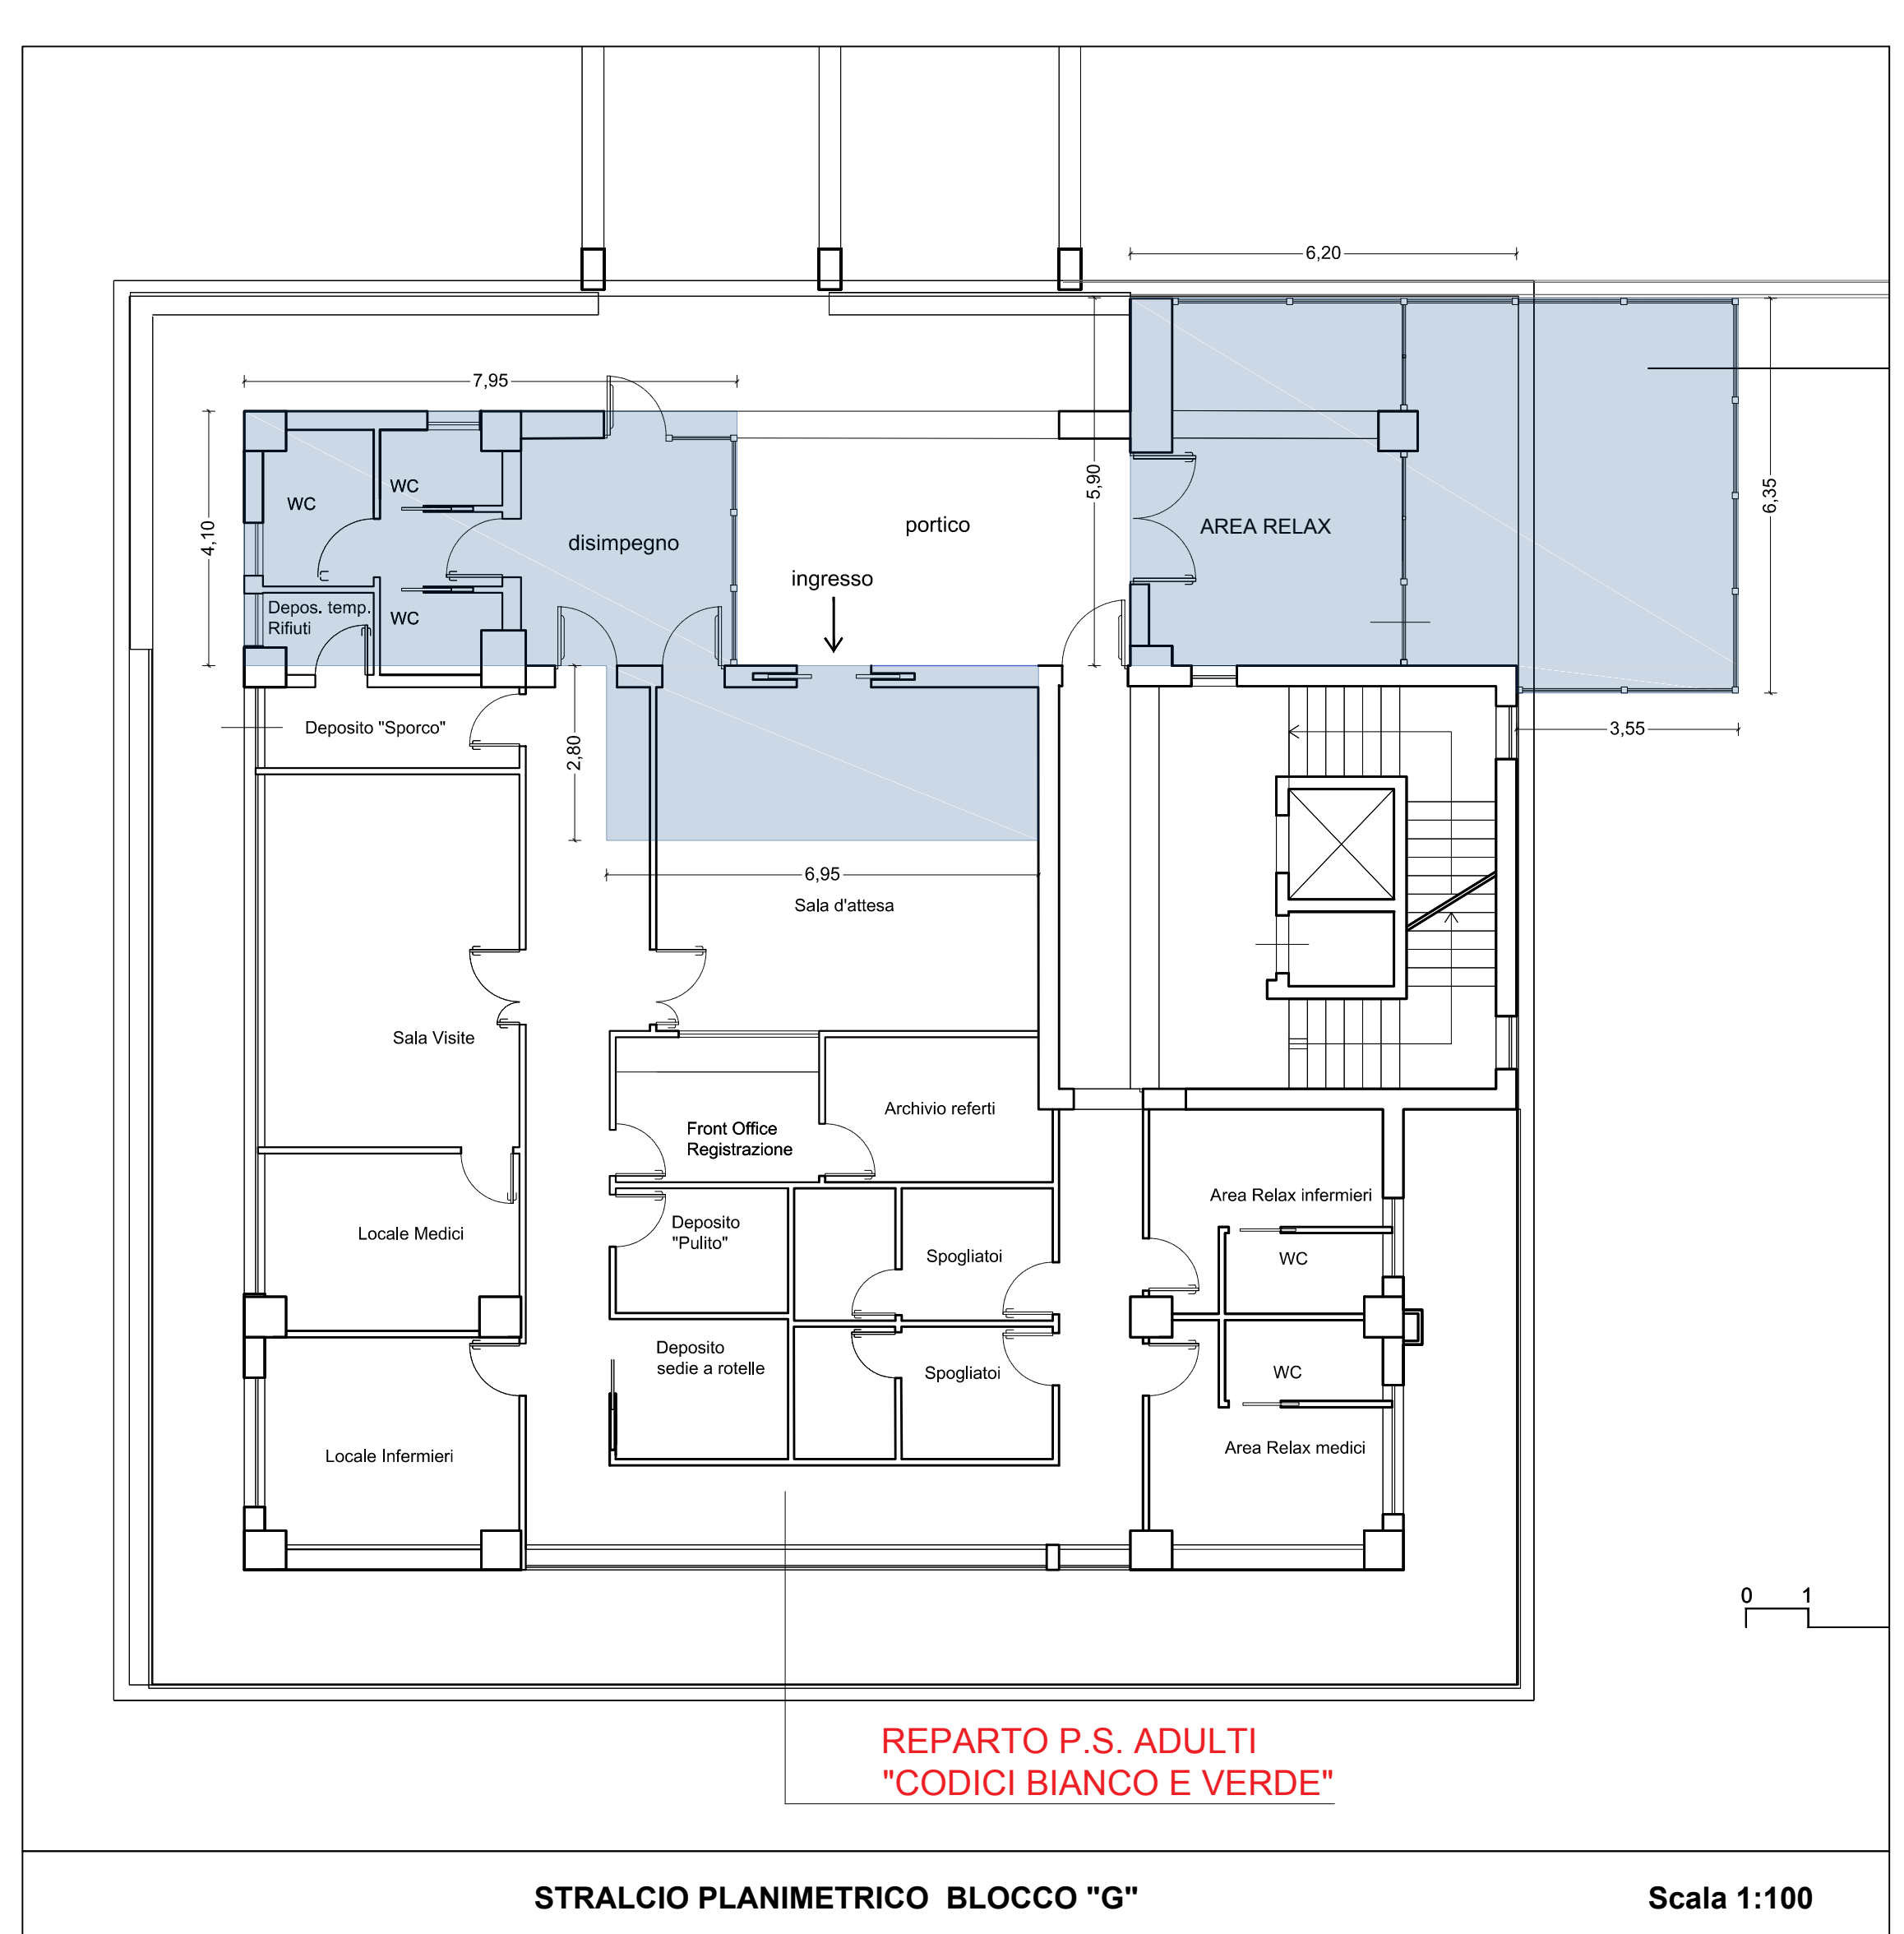 6,20
7,95
4,10
5,90
6,35
WC
WC
disimpegno
portico
AREA RELAX
ingresso
Depos. temp.
Rifiuti
WC
Deposito "Sporco"
2,80
3,55
6,95
Sala d'attesa
Sala Visite
Archivio referti
Front Office
Registrazione
Area Relax infermieri
Deposito
"Pulito"
Locale Medici
Spogliatoi
WC
Deposito
sedie a rotelle
Spogliatoi
WC
Locale Infermieri
Area Relax medici
0 1
REPARTO P.S. ADULTI
"CODICI BIANCO E VERDE"
STRALCIO PLANIMETRICO BLOCCO "G"
Scala 1:100